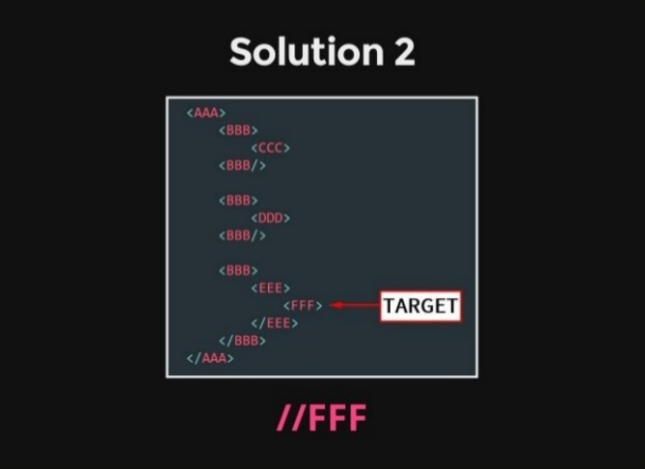 Solution 2
<AAA>
<BBB>
<CCC>
<BBB/>
<BBB>
<DDD>
<BBB/>
<BBB>
<EEE>
<FFF> TARGET
</EEE>
</BBB>
</AAA>
//FFF